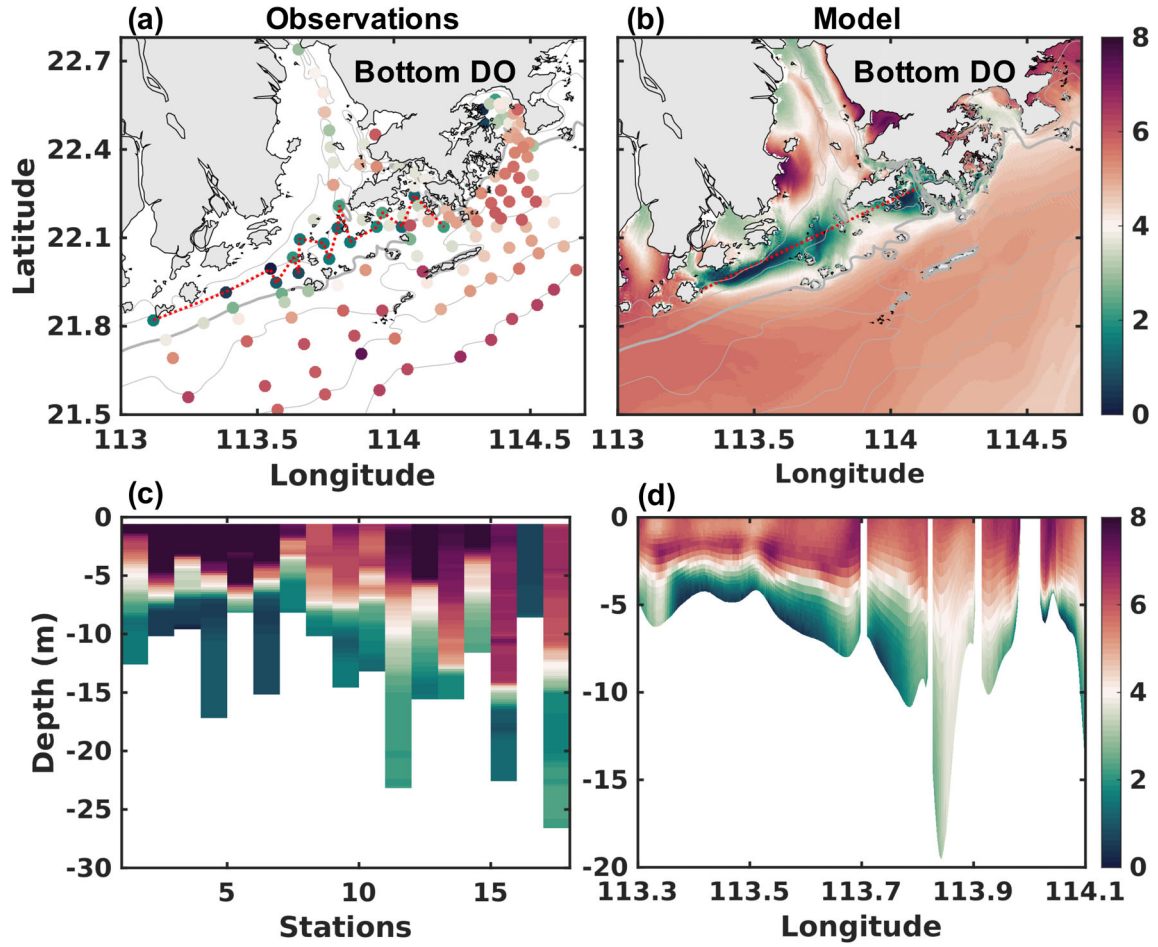 (a) Observations
(b) Model
Bottom DO
Bottom DO
22.7
22.4
22.1
21.8
21.5
Latitude
113 113.5 114 114.5
Longitude
113 113.5 114 114.5
Longitude
8
6
4
2
0
(c)
0
-5
-10
-15
-20
-25
-30
Depth (m)
5 10 15
Stations
(d)
0
-5
-10
-15
-20
113.3 113.5 113.7 113.9 114.1
Longitude
8
6
4
2
0